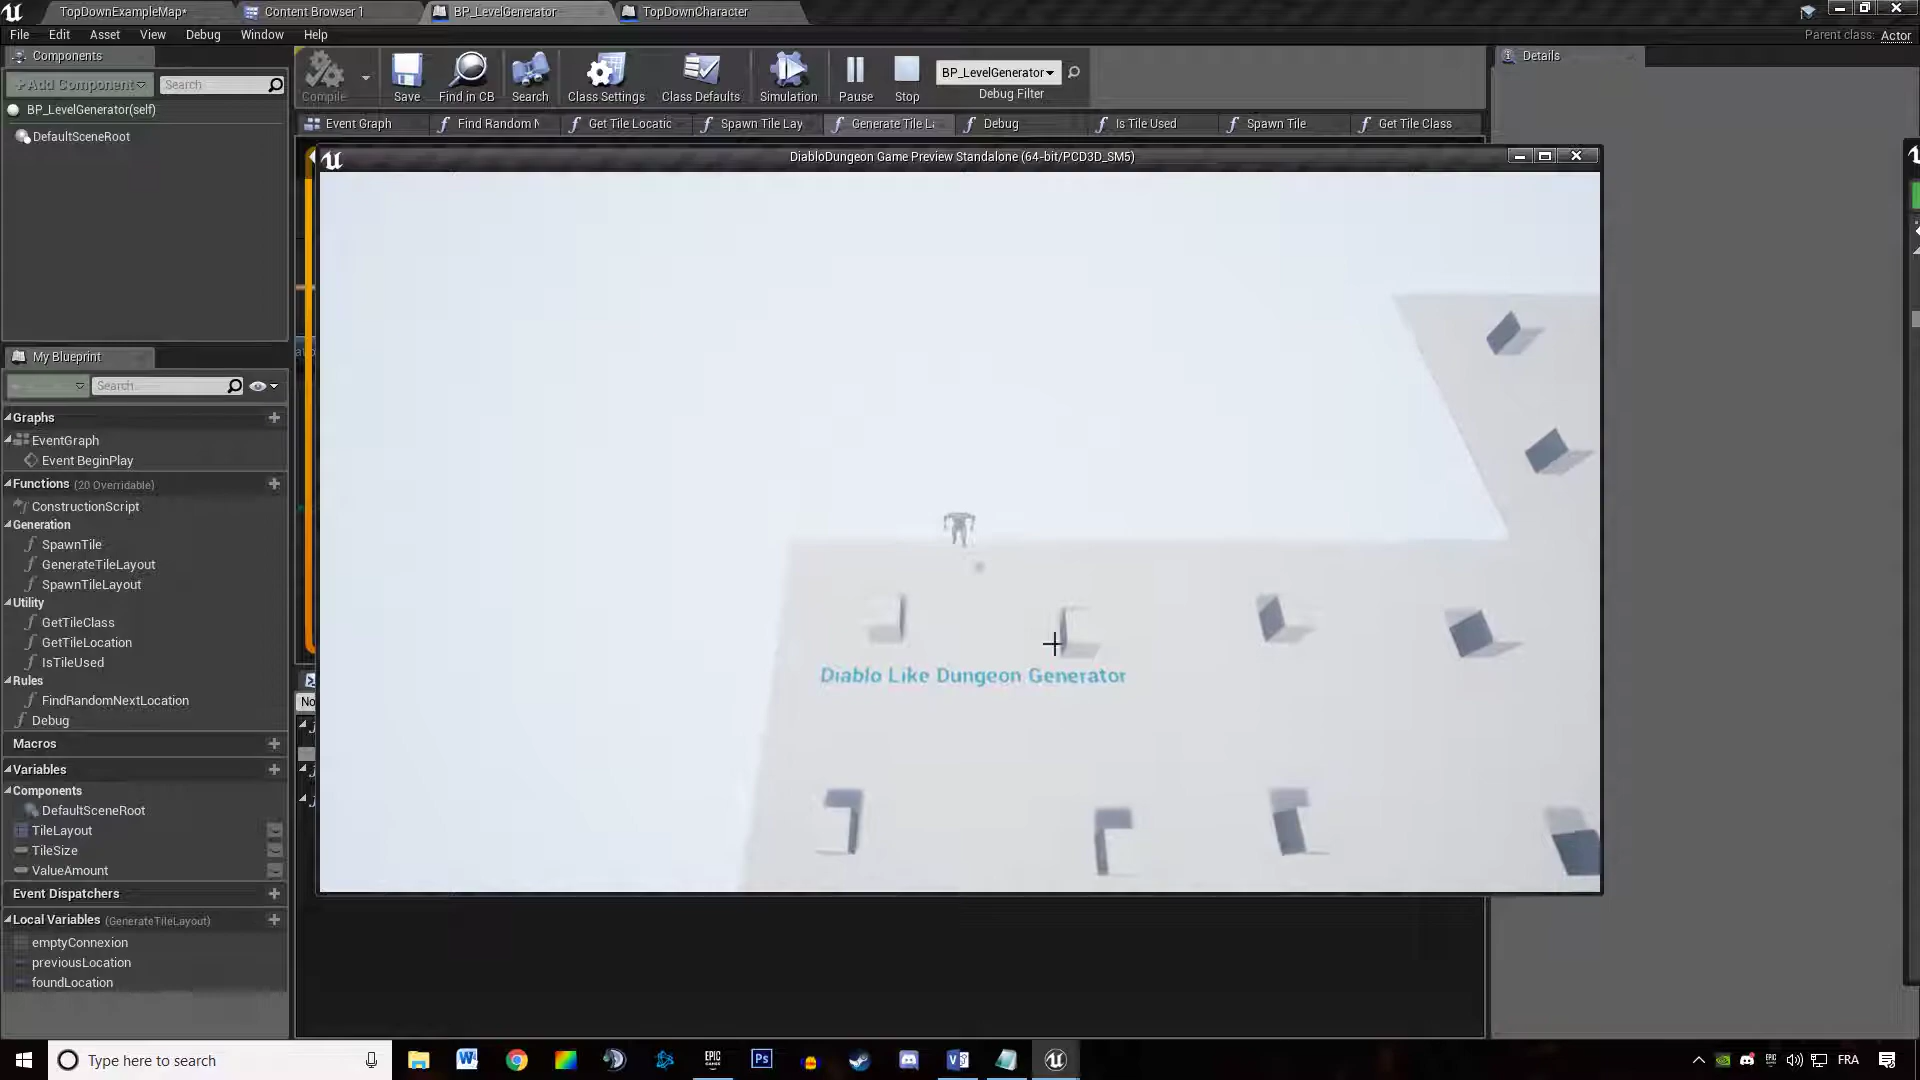 TopDownExampleMap*
Content Browser 1
BP_LevelGenerator
TopDownCharacter
File Edit Asset View Debug Window Help
Parent class: Actor
Components
+Add Component
Search
BP_LevelGenerator(self)
DefaultSceneRoot
Compile
Save
Find in CB
Search
Class Settings
Class Defaults
Simulation
Pause
Stop
BP_LevelGenerator
Debug Filter
Details
Event Graph
Find Random N
Get Tile Locatic
Spawn Tile Lay
Generate Tile L
Debug
Is Tile Used
Spawn Tile
Get Tile Class
DiabloDungeon Game Preview Standalone (64-bit/PCD3D_SM5)
My Blueprint
Search
Graphs
EventGraph
Event BeginPlay
Functions (20 Overridable)
ConstructionScript
Generation
SpawnTile
GenerateTileLayout
SpawnTileLayout
Utility
GetTileClass
GetTileLocation
IsTileUsed
Rules
FindRandomNextLocation
Debug
Macros
Variables
Components
DefaultSceneRoot
TileLayout
TileSize
ValueAmount
Event Dispatchers
Local Variables (GenerateTileLayout)
emptyConnexion
previousLocation
foundLocation
No
Diablo Like Dungeon Generator
Type here to search
EPIC GAMES
Ps
FRA